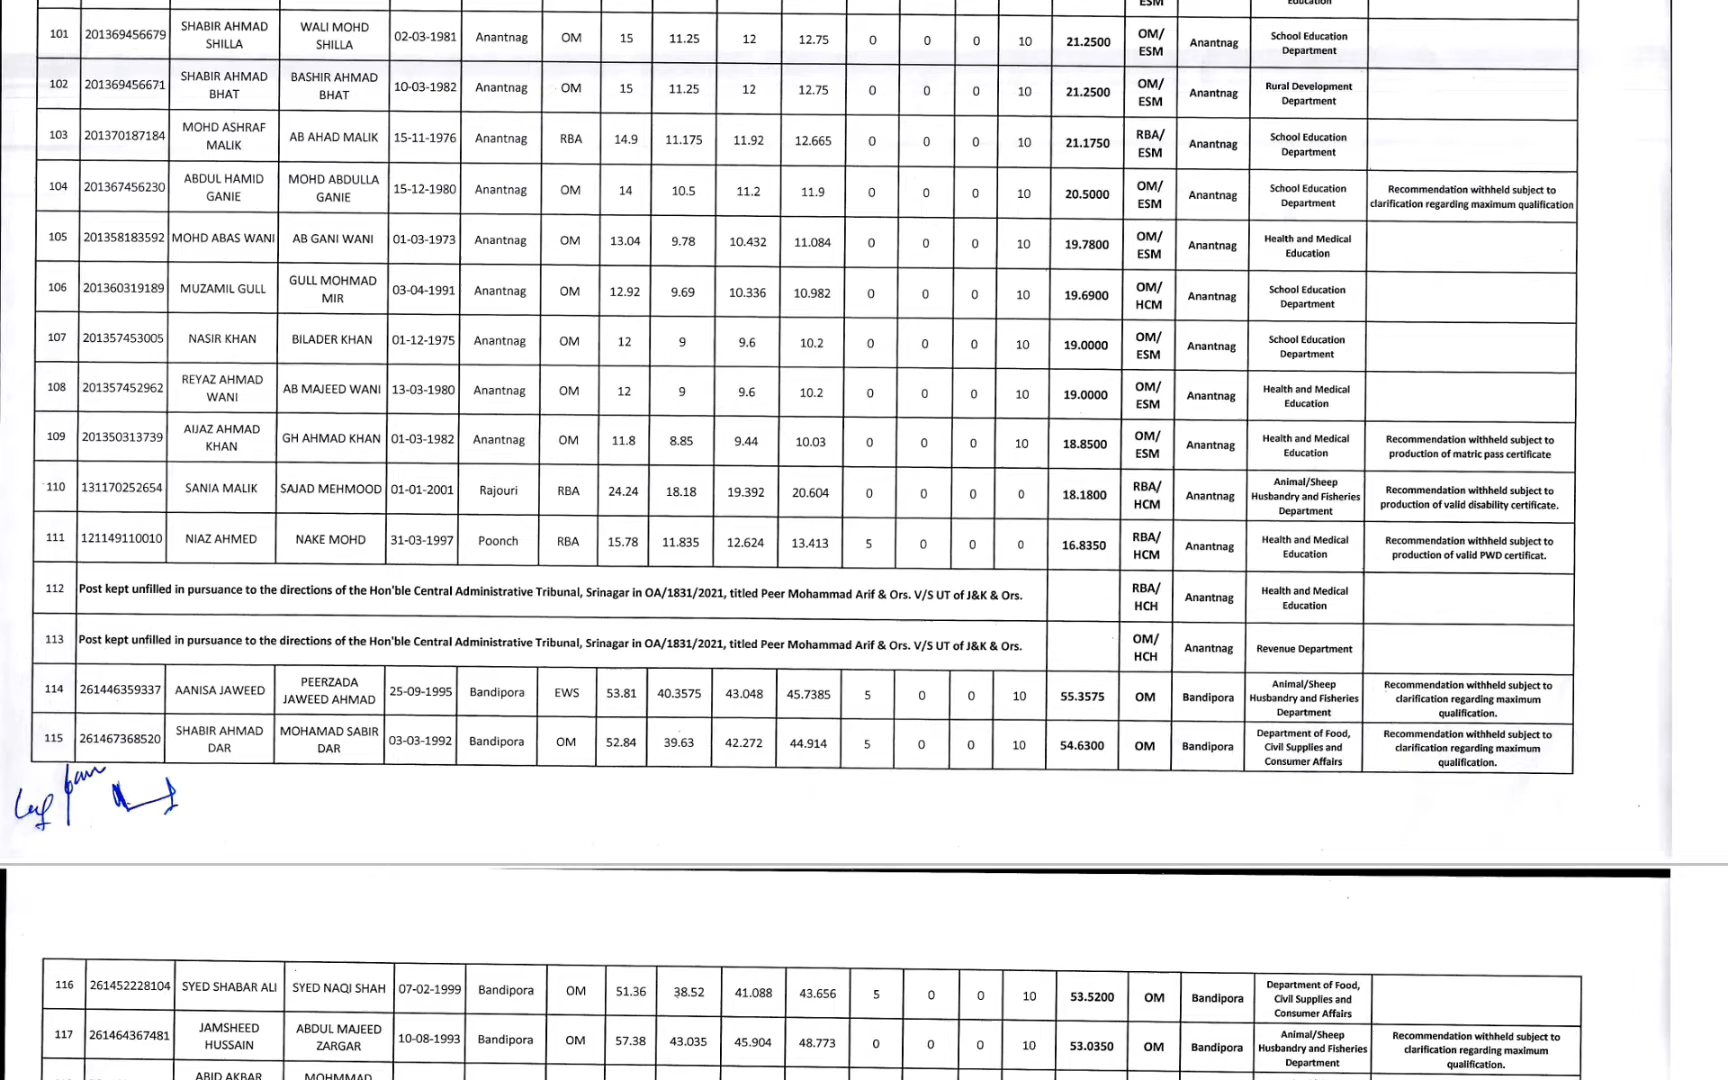 ESM Education
101 201369456679 SHABIR AHMAD SHILLA WALI MOHD SHILLA 02-03-1981 Anantnag OM 15 11.25 12 12.75 0 0 0 10 21.2500 OM/ ESM Anantnag School Education Department
102 201369456671 SHABIR AHMAD BHAT BASHIR AHMAD BHAT 10-03-1982 Anantnag OM 15 11.25 12 12.75 0 0 0 10 21.2500 OM/ ESM Anantnag Rural Development Department
103 201370187184 MOHD ASHRAF MALIK AB AHAD MALIK 15-11-1976 Anantnag RBA 14.9 11.175 11.92 12.665 0 0 0 10 21.1750 RBA/ ESM Anantnag School Education Department
104 201367456230 ABDUL HAMID GANIE MOHD ABDULLA GANIE 15-12-1980 Anantnag OM 14 10.5 11.2 11.9 0 0 0 10 20.5000 OM/ ESM Anantnag School Education Department Recommendation withheld subject to clarification regarding maximum qualification
105 201358183592 MOHD ABAS WANI AB GANI WANI 01-03-1973 Anantnag OM 13.04 9.78 10.432 11.084 0 0 0 10 19.7800 OM/ ESM Anantnag Health and Medical Education
106 201360319189 MUZAMIL GULL GULL MOHMAD MIR 03-04-1991 Anantnag OM 12.92 9.69 10.336 10.982 0 0 0 10 19.6900 OM/ HCM Anantnag School Education Department
107 201357453005 NASIR KHAN BILADER KHAN 01-12-1975 Anantnag OM 12 9 9.6 10.2 0 0 0 10 19.0000 OM/ ESM Anantnag School Education Department
108 201357452962 REYAZ AHMAD WANI AB MAJEED WANI 13-03-1980 Anantnag OM 12 9 9.6 10.2 0 0 0 10 19.0000 OM/ ESM Anantnag Health and Medical Education
109 201350313739 AIJAZ AHMAD KHAN GH AHMAD KHAN 01-03-1982 Anantnag OM 11.8 8.85 9.44 10.03 0 0 0 10 18.8500 OM/ ESM Anantnag Health and Medical Education Recommendation withheld subject to production of matric pass certificate
110 131170252654 SANIA MALIK SAJAD MEHMOOD 01-01-2001 Rajouri RBA 24.24 18.18 19.392 20.604 0 0 0 0 18.1800 RBA/ HCM Anantnag Animal/Sheep Husbandry and Fisheries Department Recommendation withheld subject to production of valid disability certificate.
111 121149110010 NIAZ AHMED NAKE MOHD 31-03-1997 Poonch RBA 15.78 11.835 12.624 13.413 5 0 0 0 16.8350 RBA/ HCM Anantnag Health and Medical Education Recommendation withheld subject to production of valid PWD certificat.
112 Post kept unfilled in pursuance to the directions of the Hon'ble Central Administrative Tribunal, Srinagar in OA/1831/2021, titled Peer Mohammad Arif & Ors. V/S UT of J&K & Ors. RBA/ HCH Anantnag Health and Medical Education
113 Post kept unfilled in pursuance to the directions of the Hon'ble Central Administrative Tribunal, Srinagar in OA/1831/2021, titled Peer Mohammad Arif & Ors. V/S UT of J&K & Ors. OM/ HCH Anantnag Revenue Department
114 261446359337 AANISA JAWEED PEERZADA JAWEED AHMAD 25-09-1995 Bandipora EWS 53.81 40.3575 43.048 45.7385 5 0 0 10 55.3575 OM Bandipora Animal/Sheep Husbandry and Fisheries Department Recommendation withheld subject to clarification regarding maximum qualification.
115 261467368520 SHABIR AHMAD DAR MOHAMAD SABIR DAR 03-03-1992 Bandipora OM 52.84 39.63 42.272 44.914 5 0 0 10 54.6300 OM Bandipora Department of Food, Civil Supplies and Consumer Affairs Recommendation withheld subject to clarification regarding maximum qualification.
116 261452228104 SYED SHABAR ALI SYED NAQI SHAH 07-02-1999 Bandipora OM 51.36 38.52 41.088 43.656 5 0 0 10 53.5200 OM Bandipora Department of Food, Civil Supplies and Consumer Affairs
117 261464367481 JAMSHEED HUSSAIN ABDUL MAJEED ZARGAR 10-08-1993 Bandipora OM 57.38 43.035 45.904 48.773 0 0 0 10 53.0350 OM Bandipora Animal/Sheep Husbandry and Fisheries Department Recommendation withheld subject to clarification regarding maximum qualification.
ABID AKBAR MOHMMAD